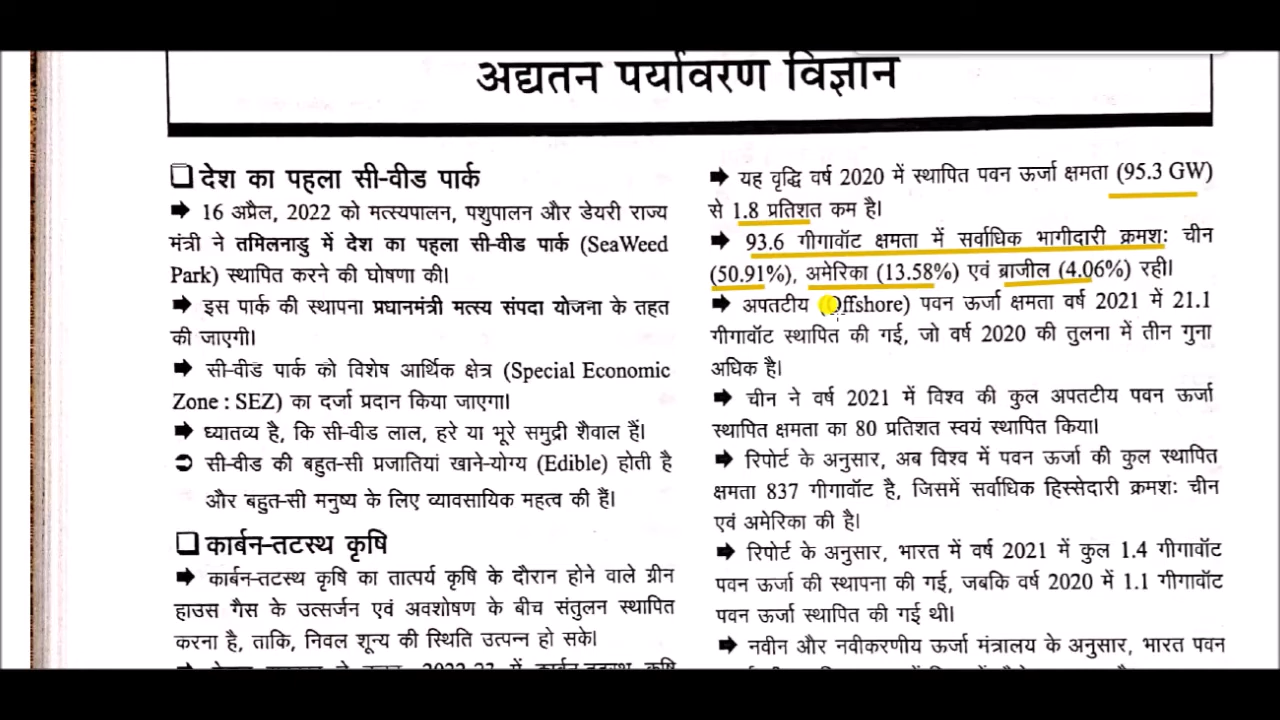 अद्यतन पर्यावरण विज्ञान
❑ देश का पहला सी-वीड पार्क
➡ 16 अप्रैल, 2022 को मत्स्यपालन, पशुपालन और डेयरी राज्य
मंत्री ने तमिलनाडु में देश का पहला सी-वीड पार्क (SeaWeed
Park) स्थापित करने की घोषणा की।
➡ इस पार्क की स्थापना प्रधानमंत्री मत्स्य संपदा योजना के तहत
की जाएगी।
➡ सी-वीड पार्क को विशेष आर्थिक क्षेत्र (Special Economic
Zone : SEZ) का दर्जा प्रदान किया जाएगा।
➡ ध्यातव्य है, कि सी-वीड लाल, हरे या भूरे समुद्री शैवाल हैं।
➲ सी-वीड की बहुत-सी प्रजातियां खाने-योग्य (Edible) होती है
और बहुत-सी मनुष्य के लिए व्यावसायिक महत्व की हैं।
❑ कार्बन-तटस्थ कृषि
➡ कार्बन-तटस्थ कृषि का तात्पर्य कृषि के दौरान होने वाले ग्रीन
हाउस गैस के उत्सर्जन एवं अवशोषण के बीच संतुलन स्थापित
करना है, ताकि, निवल शून्य की स्थिति उत्पन्न हो सके।
➡ यह वृद्धि वर्ष 2020 में स्थापित पवन ऊर्जा क्षमता (95.3 GW)
से 1.8 प्रतिशत कम है।
➡ 93.6 गीगावॉट क्षमता में सर्वाधिक भागीदारी क्रमशः चीन
(50.91%), अमेरिका (13.58%) एवं ब्राजील (4.06%) रही।
➡ अपतटीय (Offshore) पवन ऊर्जा क्षमता वर्ष 2021 में 21.1
गीगावॉट स्थापित की गई, जो वर्ष 2020 की तुलना में तीन गुना
अधिक है।
➡ चीन ने वर्ष 2021 में विश्व की कुल अपतटीय पवन ऊर्जा
स्थापित क्षमता का 80 प्रतिशत स्वयं स्थापित किया।
➡ रिपोर्ट के अनुसार, अब विश्व में पवन ऊर्जा की कुल स्थापित
क्षमता 837 गीगावॉट है, जिसमें सर्वाधिक हिस्सेदारी क्रमशः चीन
एवं अमेरिका की है।
➡ रिपोर्ट के अनुसार, भारत में वर्ष 2021 में कुल 1.4 गीगावॉट
पवन ऊर्जा की स्थापना की गई, जबकि वर्ष 2020 में 1.1 गीगावॉट
पवन ऊर्जा स्थापित की गई थी।
➡ नवीन और नवीकरणीय ऊर्जा मंत्रालय के अनुसार, भारत पवन